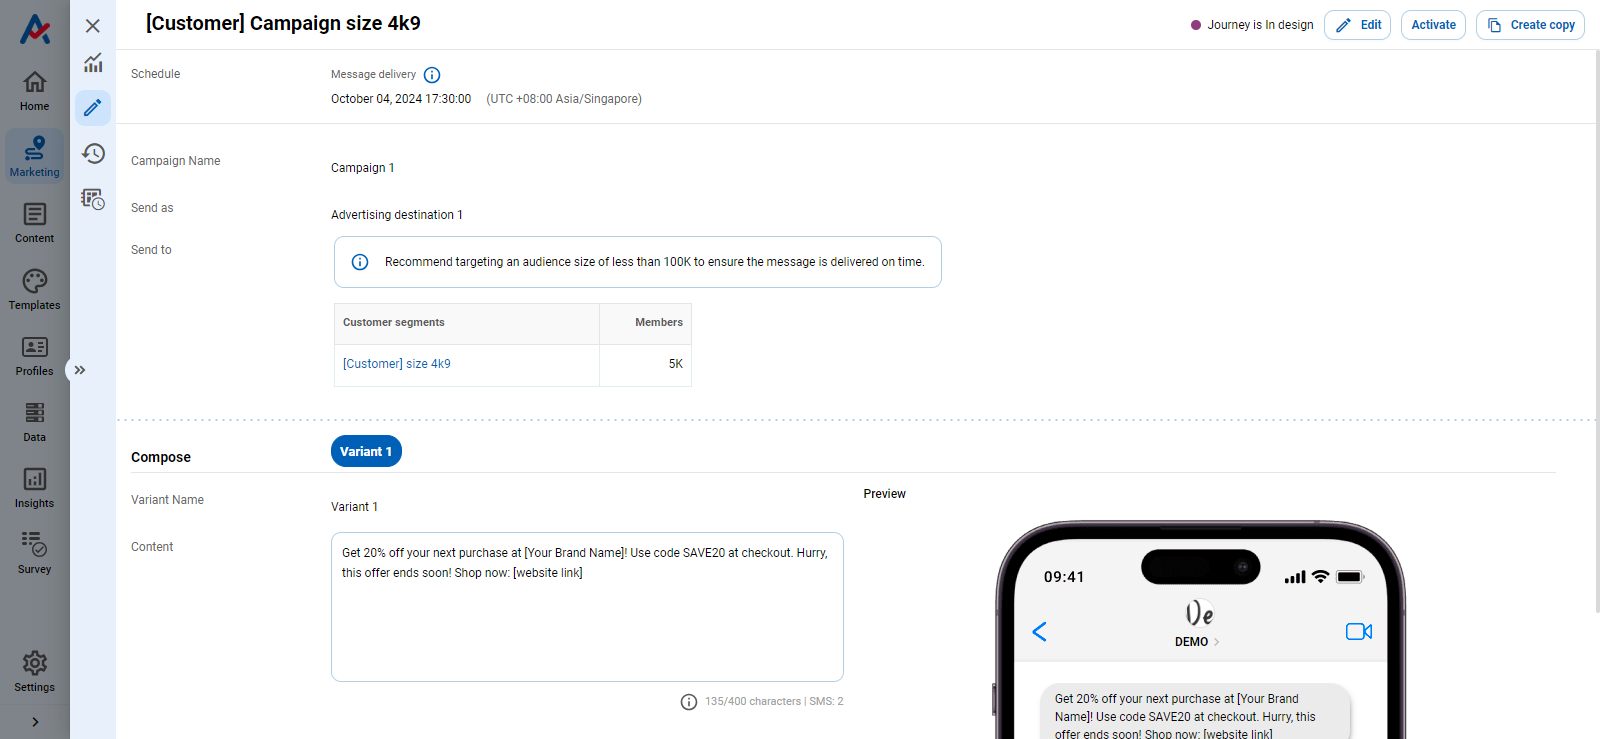 [Customer] Campaign size 4k9
Journey is In design
Edit
Activate
Create copy
Home
Marketing
Content
Templates
Profiles
Data
Insights
Survey
Settings
Schedule
Message delivery
October 04, 2024 17:30:00 (UTC +08:00 Asia/Singapore)
Campaign Name
Campaign 1
Send as
Advertising destination 1
Send to
Recommend targeting an audience size of less than 100K to ensure the message is delivered on time.
Customer segments Members
[Customer] size 4k9 5K
Compose
Variant 1
Variant Name
Variant 1
Content
Get 20% off your next purchase at [Your Brand Name]! Use code SAVE20 at checkout. Hurry,
this offer ends soon! Shop now: [website link]
135/400 characters | SMS: 2
Preview
09:41
De
DEMO
Get 20% off your next purchase at [Your Brand
Name]! Use code SAVE20 at checkout. Hurry, this
offer ends soon! Shop now: [website link]